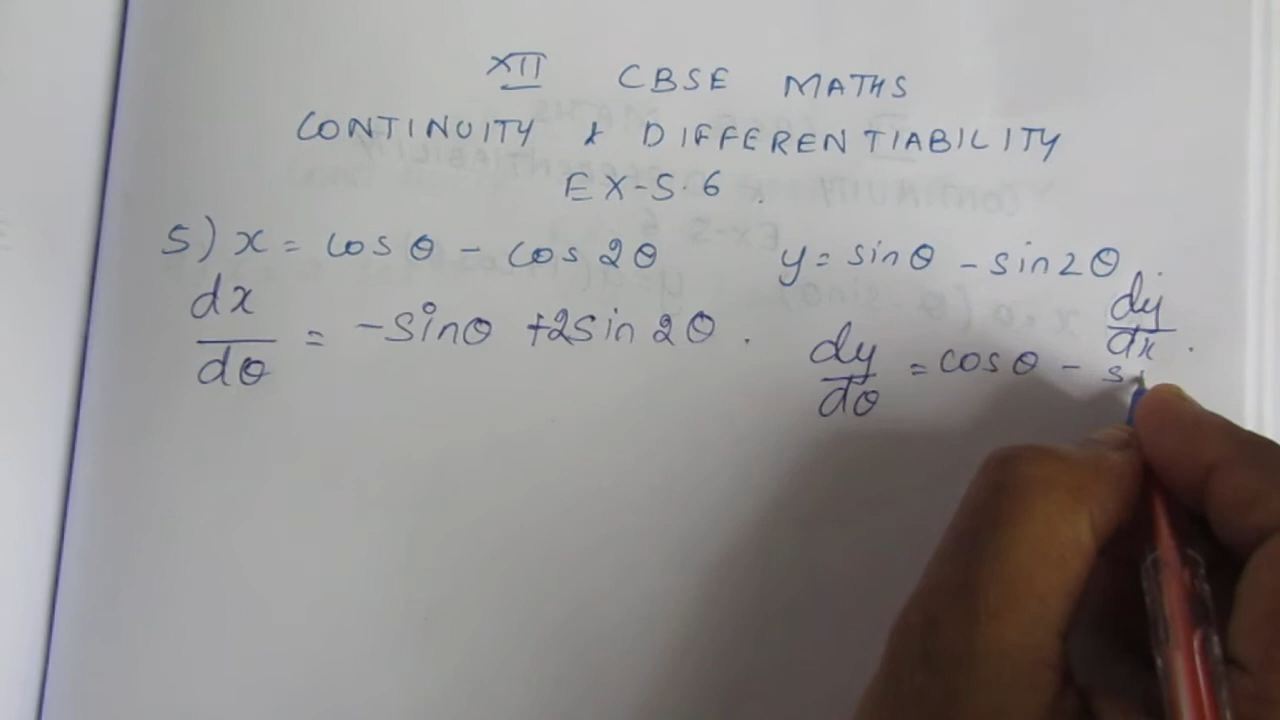 XII CBSE MATHS
CONTINUITY & DIFFERENTIABILITY
EX-5.6.
5) x = cos θ - cos 2θ y = sin θ - sin 2θ.
dx/dθ = -sin θ + 2sin 2θ. dy/dθ = cos θ - s
dy/dx.